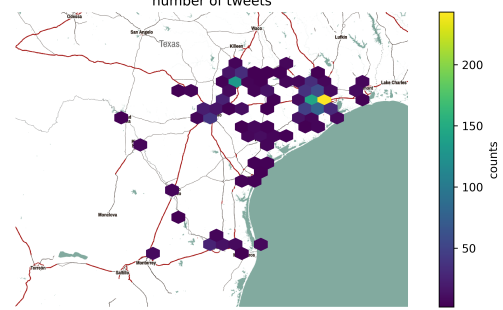 number of tweets
Odessa
Waco
San Angelo
Lufkin
Texas
Killeen
Lake Charles
Monclova
Monterrey
Torreón
Saltillo
200
150
100
50
counts